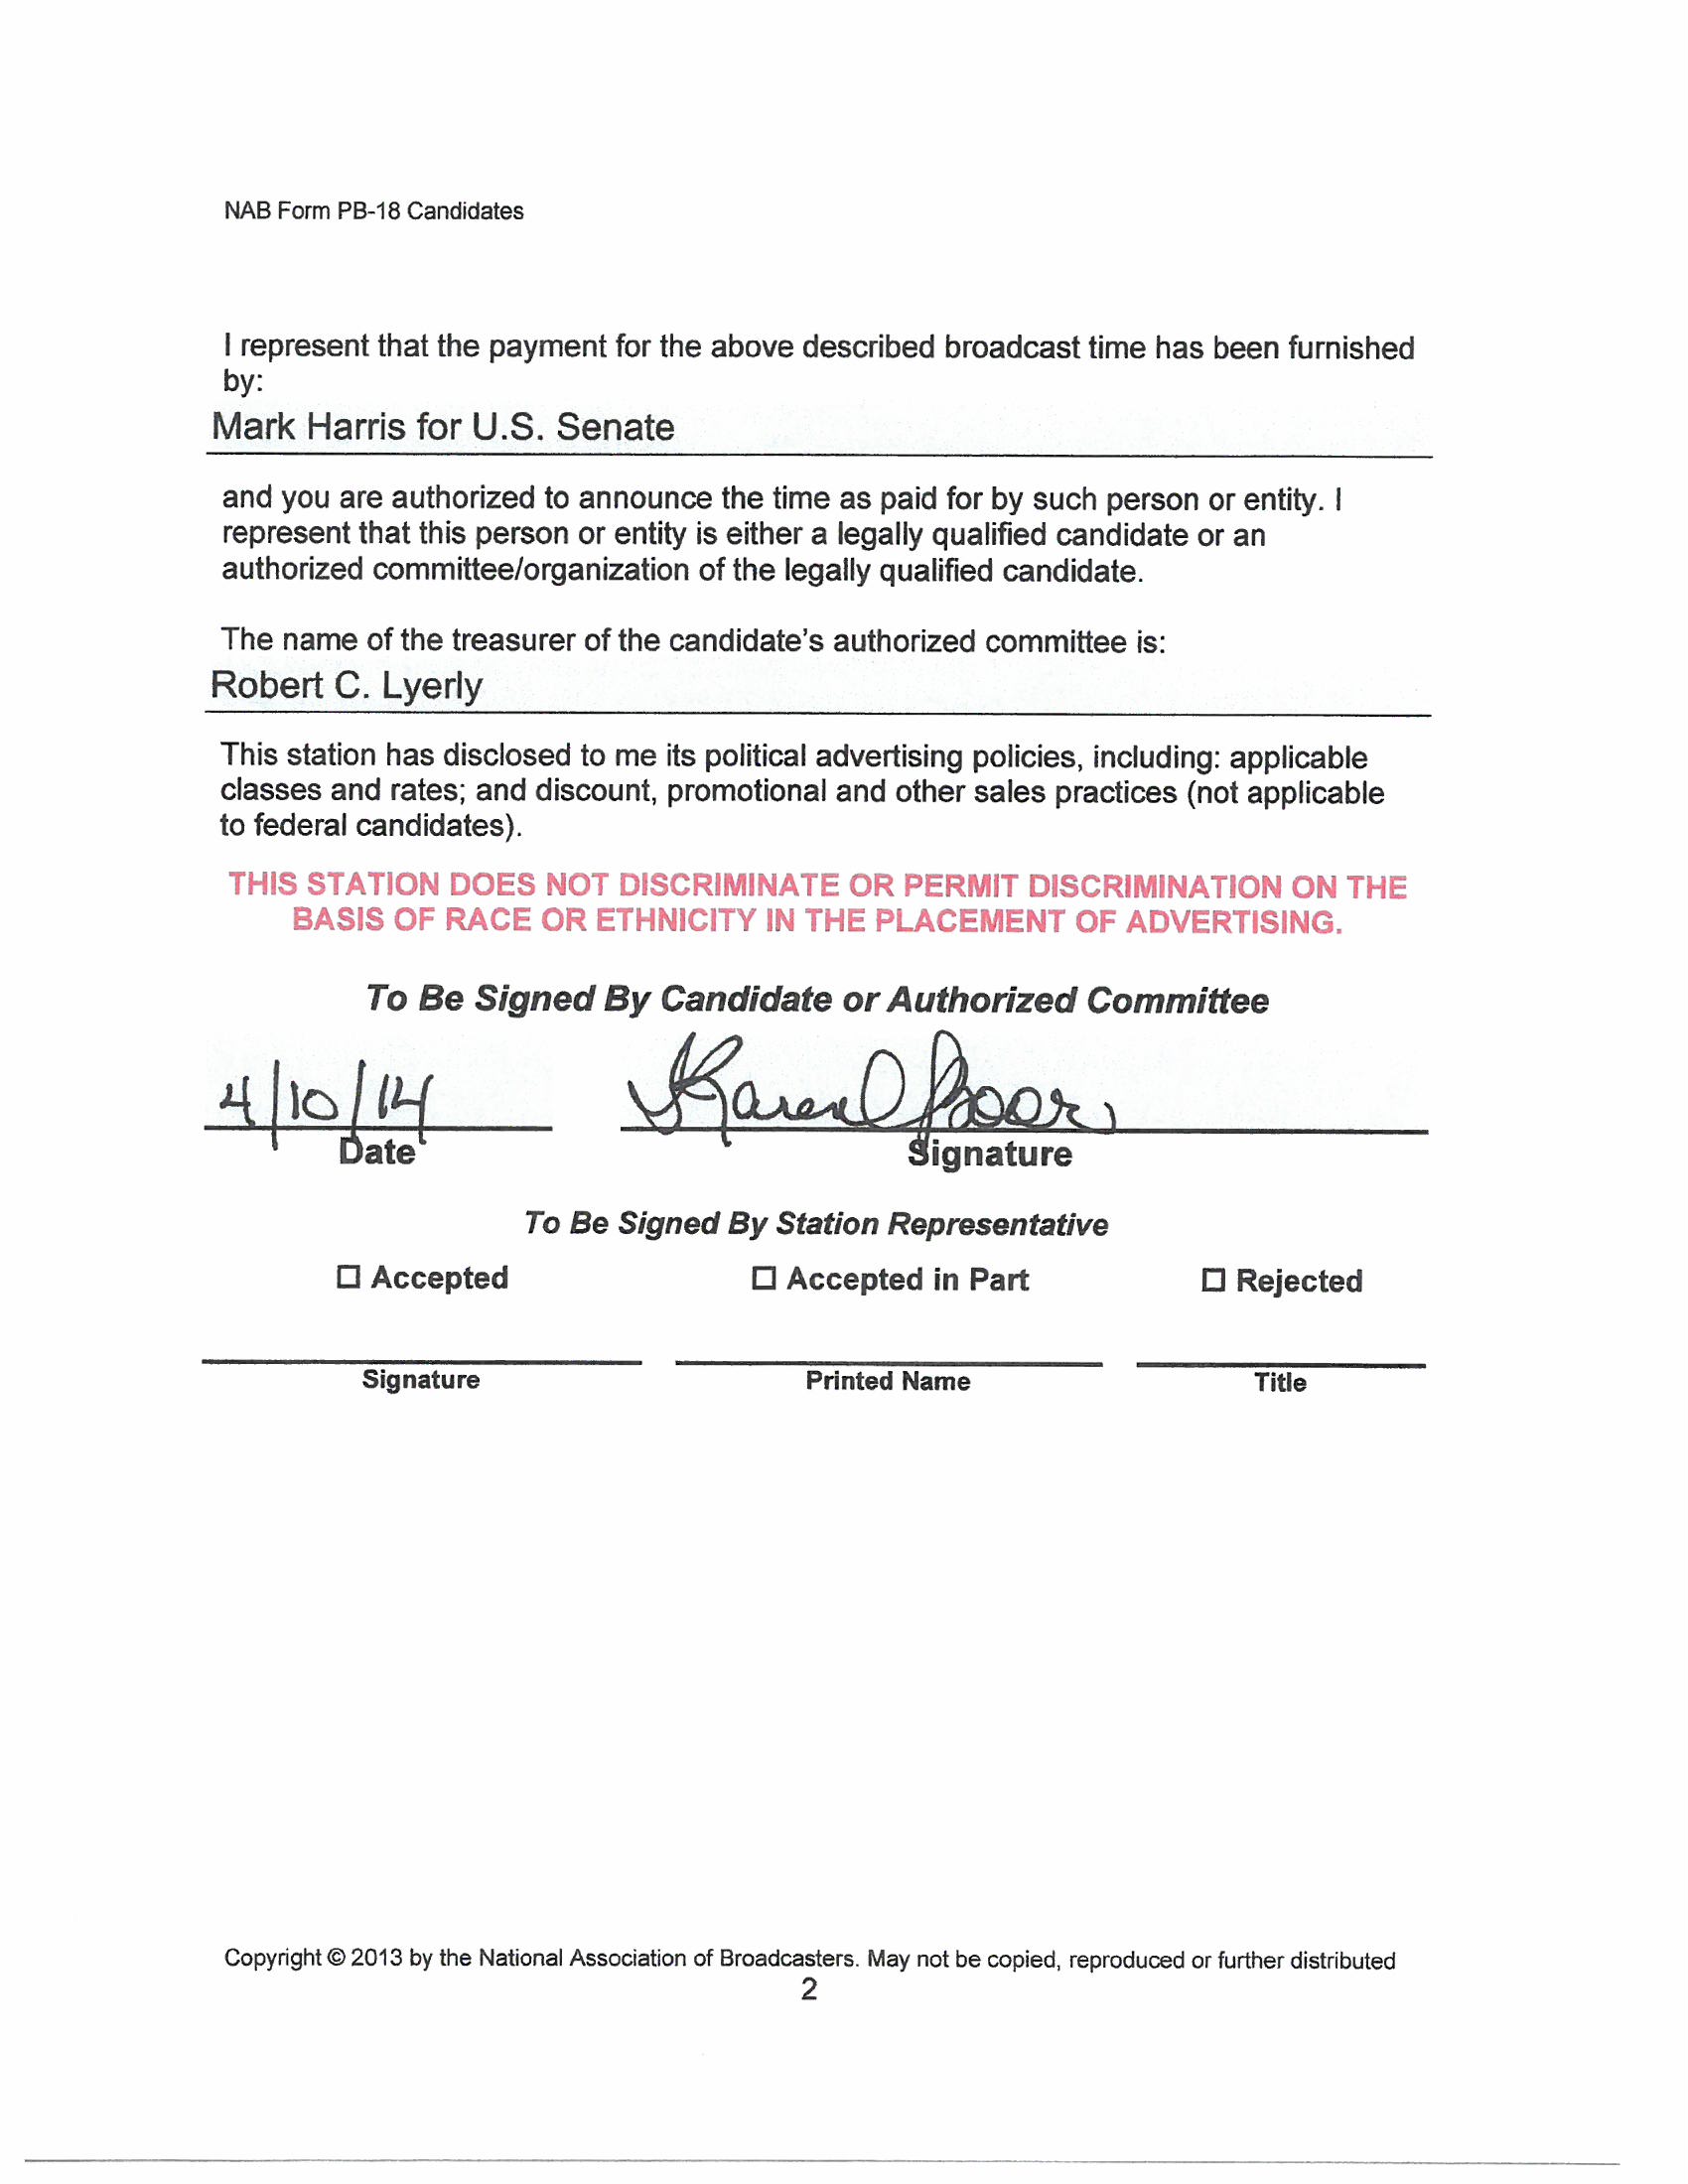 NAB Form PB-18 Candidates
I represent that the payment for the above described broadcast time has been furnished
by:
Mark Harris for U.S. Senate
and you are authorized to announce the time as paid for by such person or entity. I
represent that this person or entity is either a legally qualified candidate or an
authorized committee/organization of the legally qualified candidate.
The name of the treasurer of the candidate's authorized committee is:
Robert C. Lyerly
This station has disclosed to me its political advertising policies, including: applicable
classes and rates; and discount, promotional and other sales practices (not applicable
to federal candidates).
THIS STATION DOES NOT DISCRIMINATE OR PERMIT DISCRIMINATION ON THE
BASIS OF RACE OR ETHNICITY IN THE PLACEMENT OF ADVERTISING.
To Be Signed By Candidate or Authorized Committee
4/10/14 Karen
Date Signature
To Be Signed By Station Representative
☐ Accepted ☐ Accepted in Part ☐ Rejected
Signature Printed Name Title
Copyright © 2013 by the National Association of Broadcasters. May not be copied, reproduced or further distributed
2